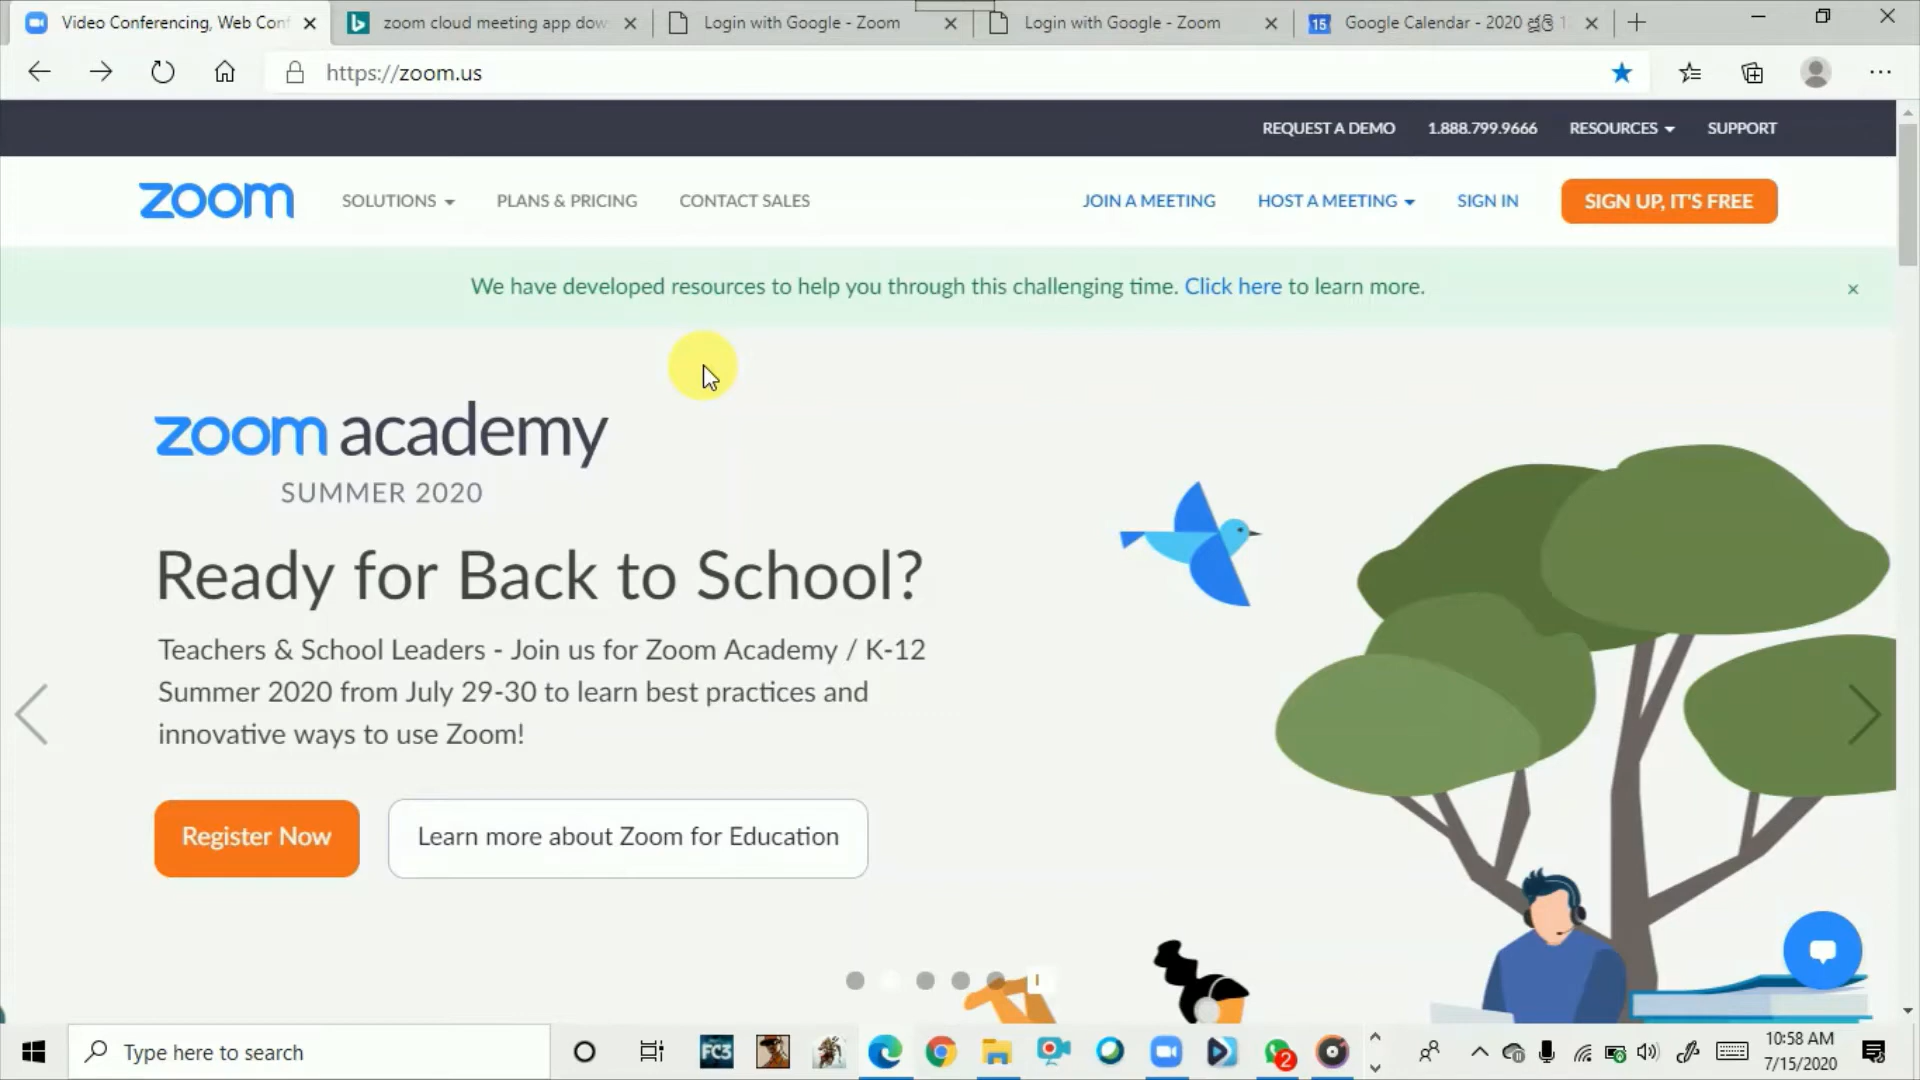 Video Conferencing, Web Conf
zoom cloud meeting app dow
Login with Google - Zoom
Login with Google - Zoom
15
Google Calendar - 2020 ජූලි 1
https://zoom.us
REQUEST A DEMO
1.888.799.9666
RESOURCES
SUPPORT
zoom
SOLUTIONS
PLANS & PRICING
CONTACT SALES
JOIN A MEETING
HOST A MEETING
SIGN IN
SIGN UP, IT'S FREE
We have developed resources to help you through this challenging time. Click here to learn more.
zoom academy
SUMMER 2020
Ready for Back to School?
Teachers & School Leaders - Join us for Zoom Academy / K-12
Summer 2020 from July 29-30 to learn best practices and
innovative ways to use Zoom!
Register Now
Learn more about Zoom for Education
Type here to search
FC3
2
10:58 AM
7/15/2020